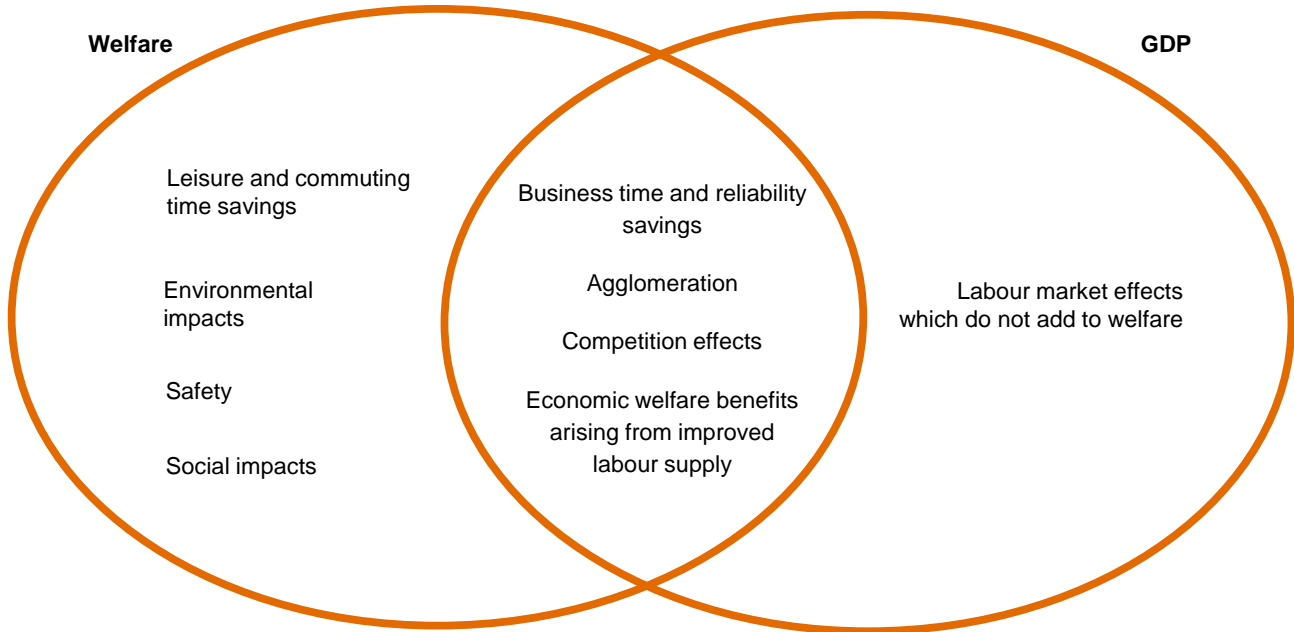 Welfare
GDP
Leisure and commuting
time savings
Environmental
impacts
Safety
Social impacts
Business time and reliability
savings
Agglomeration
Competition effects
Economic welfare benefits
arising from improved
labour supply
Labour market effects
which do not add to welfare